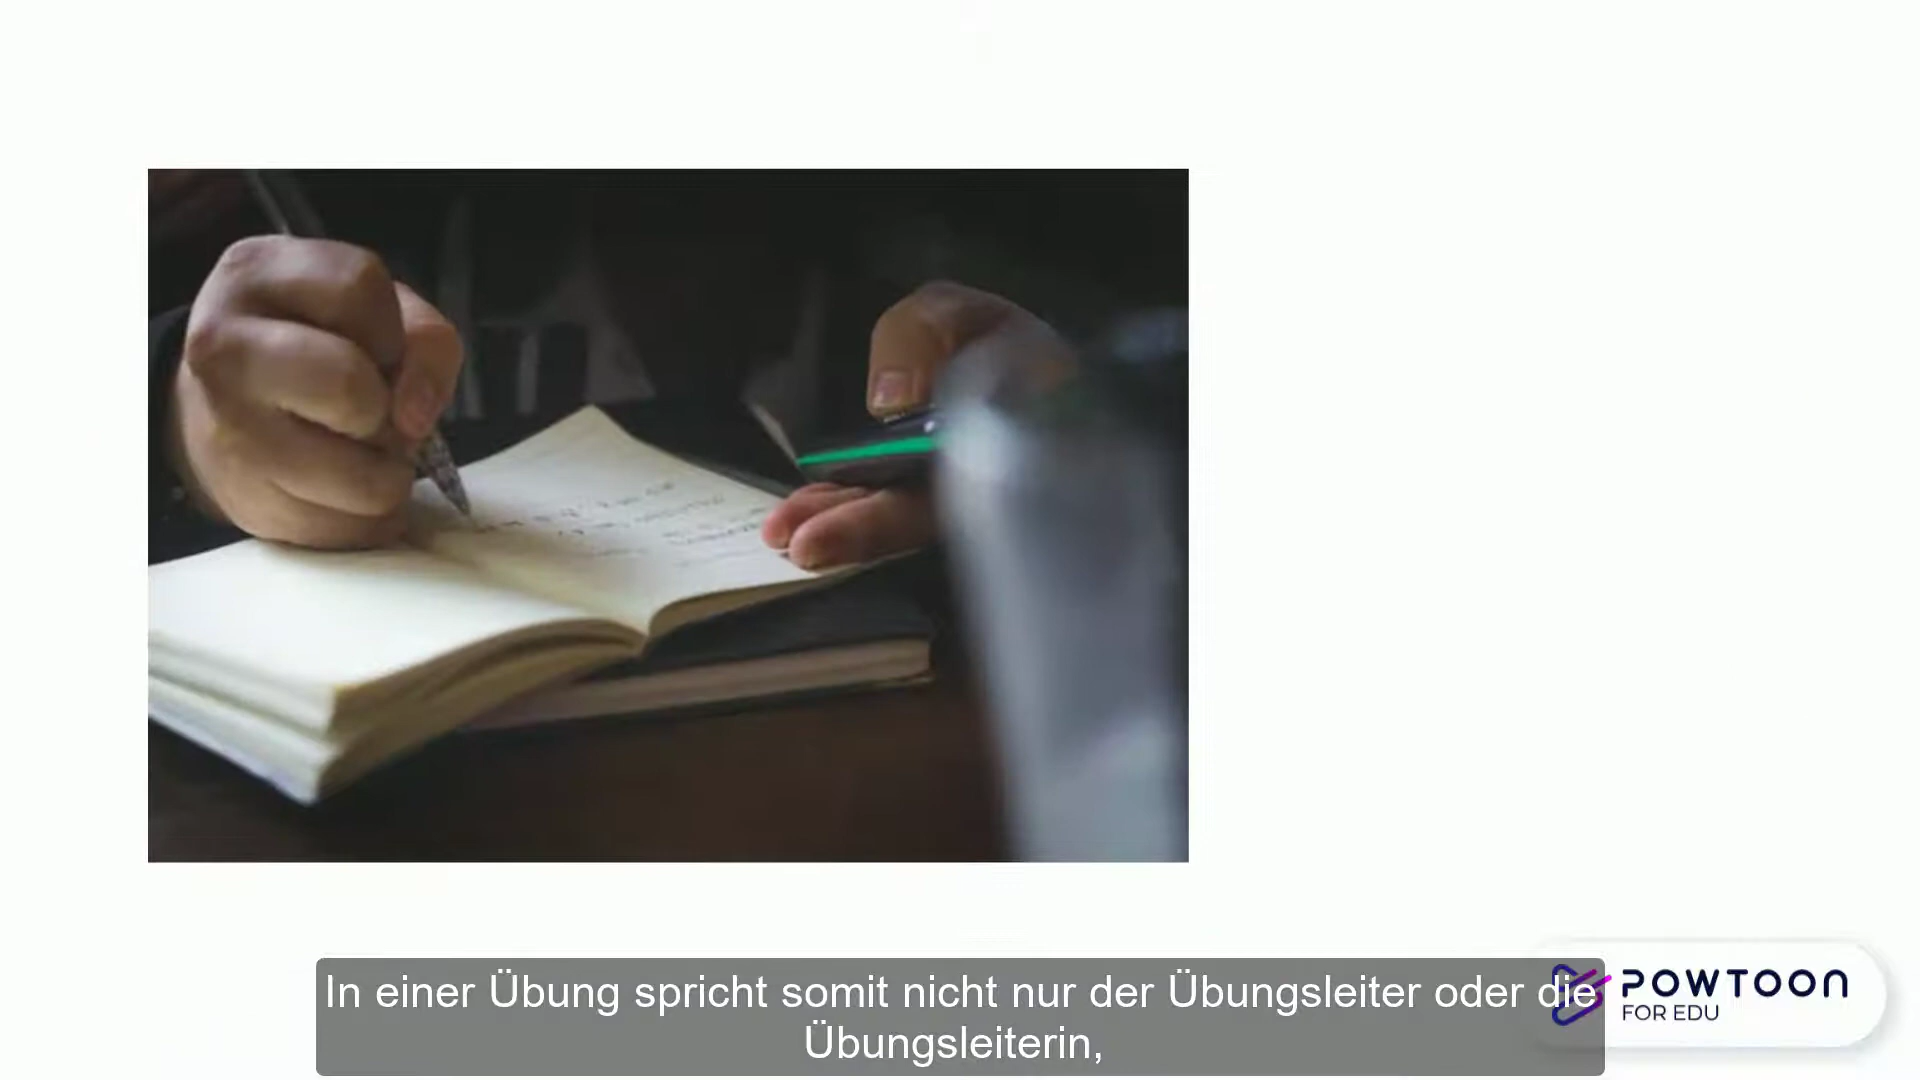 In einer Übung spricht somit nicht nur der Übungsleiter oder die
Übungsleiterin,
POWTOON
FOR EDU